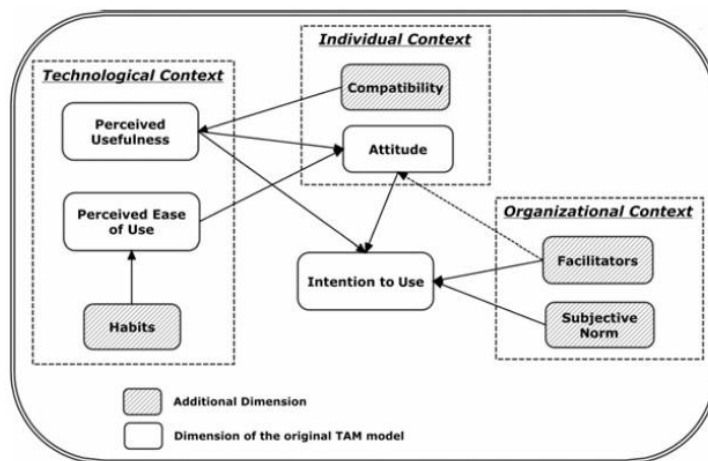 Individual Context
Technological Context
Compatibility
Perceived
Usefulness
Attitude
Perceived Ease
of Use
Organizational Context
Facilitators
Intention to Use
Habits
Subjective
Norm
Additional Dimension
Dimension of the original TAM model